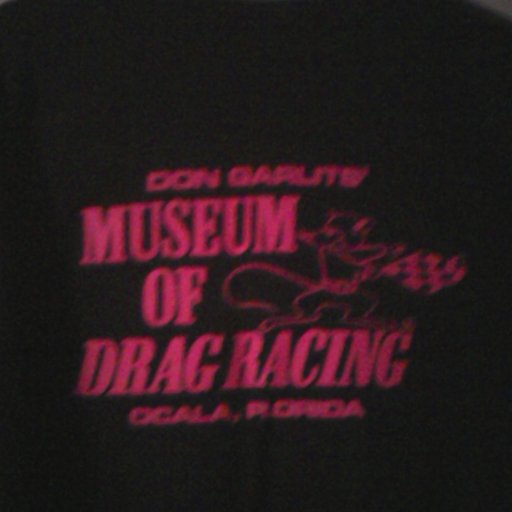 DON GARLITS'
MUSEUM
OF
DRAG RACING
OCALA, FLORIDA